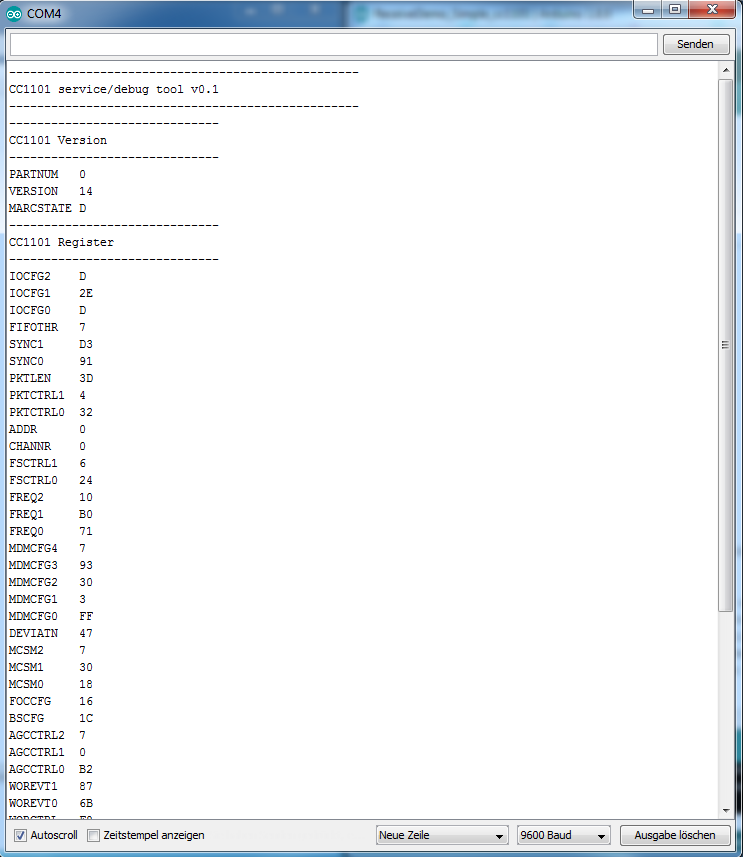 COM4
Senden
--------------------------------------------------
CC1101 service/debug tool v0.1
--------------------------------------------------
------------------------------
CC1101 Version
------------------------------
PARTNUM 0
VERSION 14
MARCSTATE D
------------------------------
CC1101 Register
------------------------------
IOCFG2 D
IOCFG1 2E
IOCFG0 D
FIFOTHR 7
SYNC1 D3
SYNC0 91
PKTLEN 3D
PKTCTRL1 4
PKTCTRL0 32
ADDR 0
CHANNR 0
FSCTRL1 6
FSCTRL0 24
FREQ2 10
FREQ1 B0
FREQ0 71
MDMCFG4 7
MDMCFG3 93
MDMCFG2 30
MDMCFG1 3
MDMCFG0 FF
DEVIATN 47
MCSM2 7
MCSM1 30
MCSM0 18
FOCCFG 16
BSCFG 1C
AGCCTRL2 7
AGCCTRL1 0
AGCCTRL0 B2
WOREVT1 87
WOREVT0 6B
Autoscroll Zeitstempel anzeigen Neue Zeile 9600 Baud Ausgabe löschen